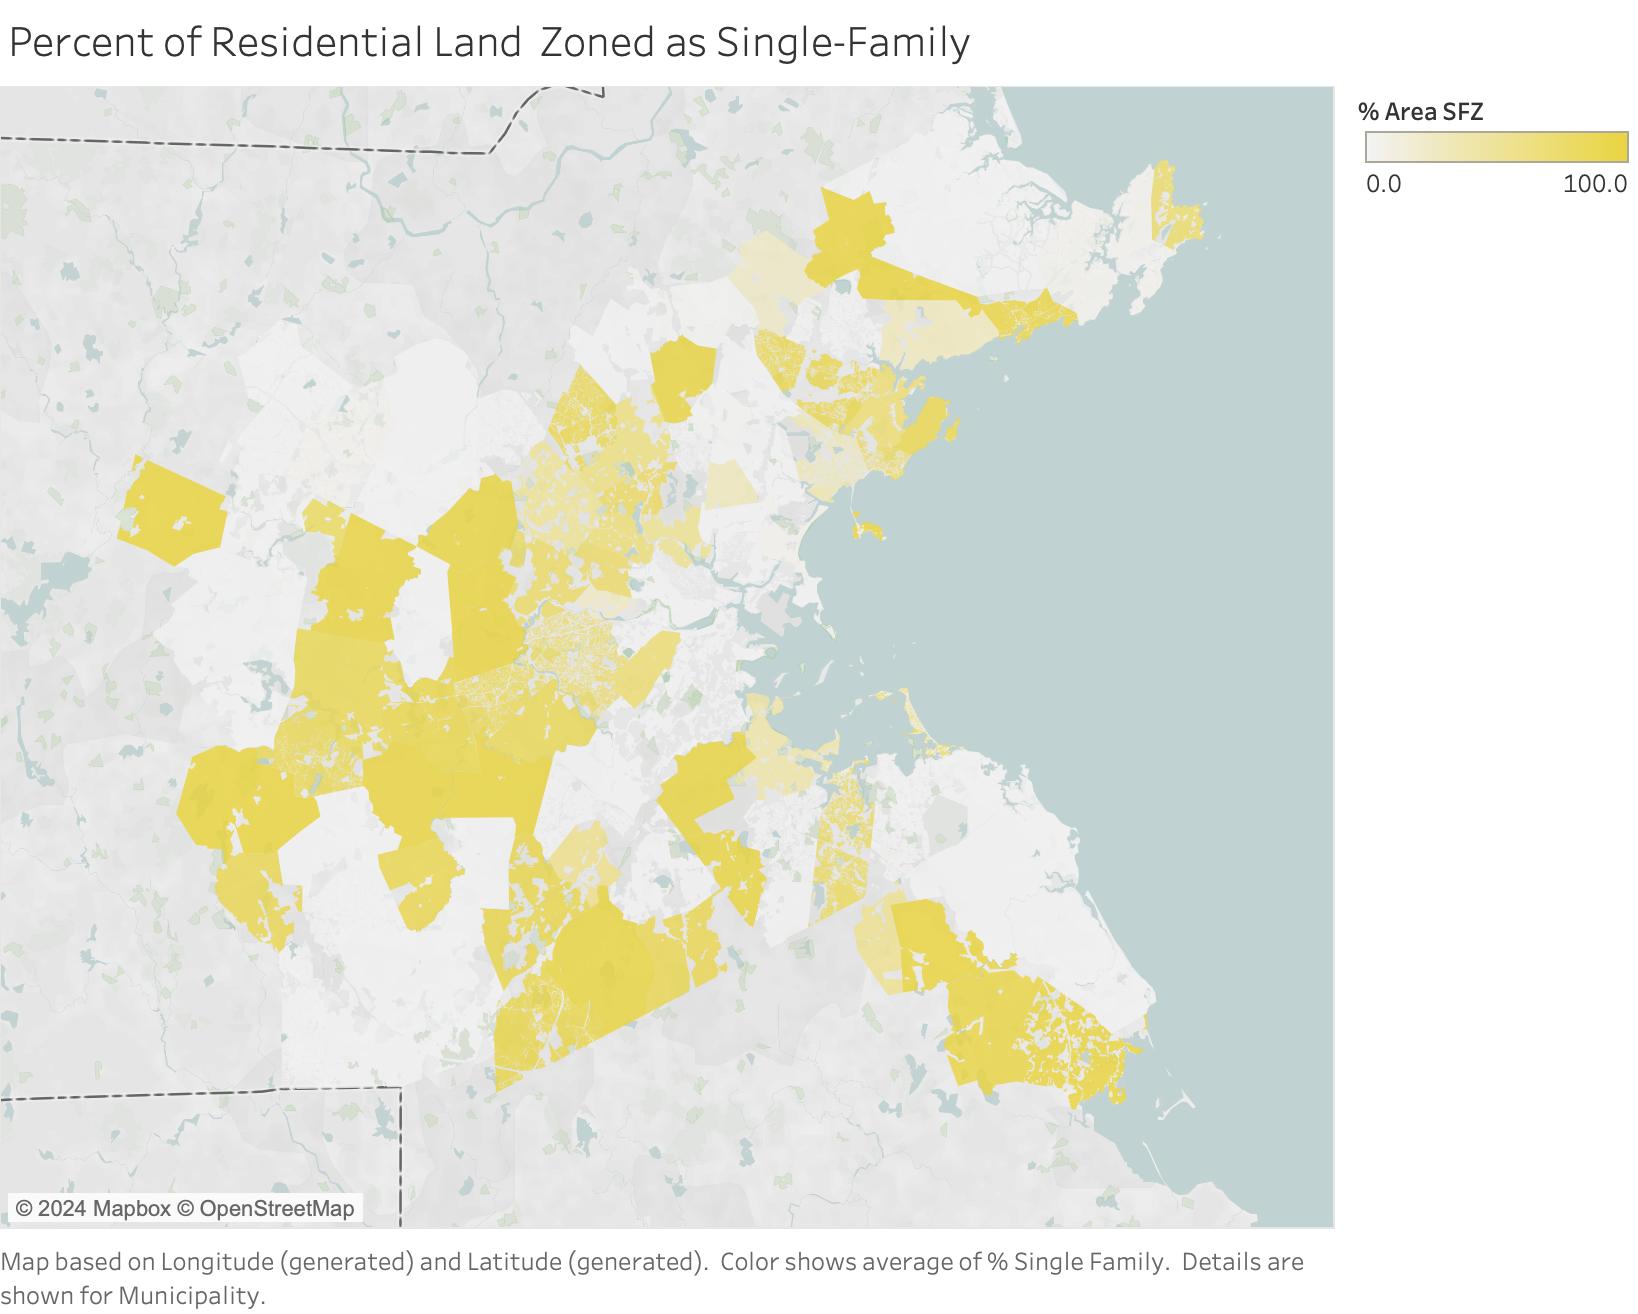 Percent of Residential Land  Zoned as Single-Family
% Area SFZ
0.0 100.0
© 2024 Mapbox © OpenStreetMap
Map based on Longitude (generated) and Latitude (generated).  Color shows average of % Single Family.  Details are
shown for Municipality.